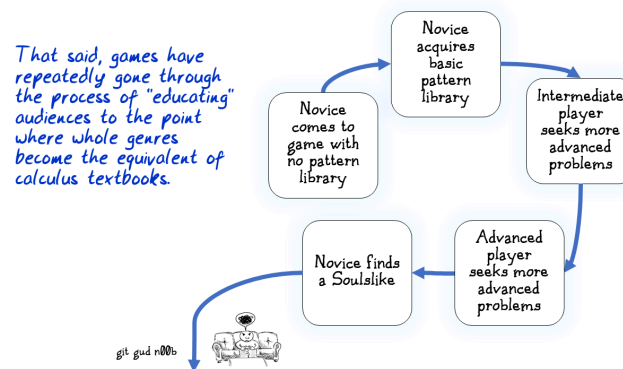 That said, games have
repeatedly gone through
the process of "educating"
audiences to the point
where whole genres
become the equivalent of
calculus textbooks.
Novice
comes to
game with
no pattern
library
Novice
acquires
basic
pattern
library
Intermediate
player
seeks more
advanced
problems
Advanced
player
seeks more
advanced
problems
Novice finds
a Soulslike
git gud n00b